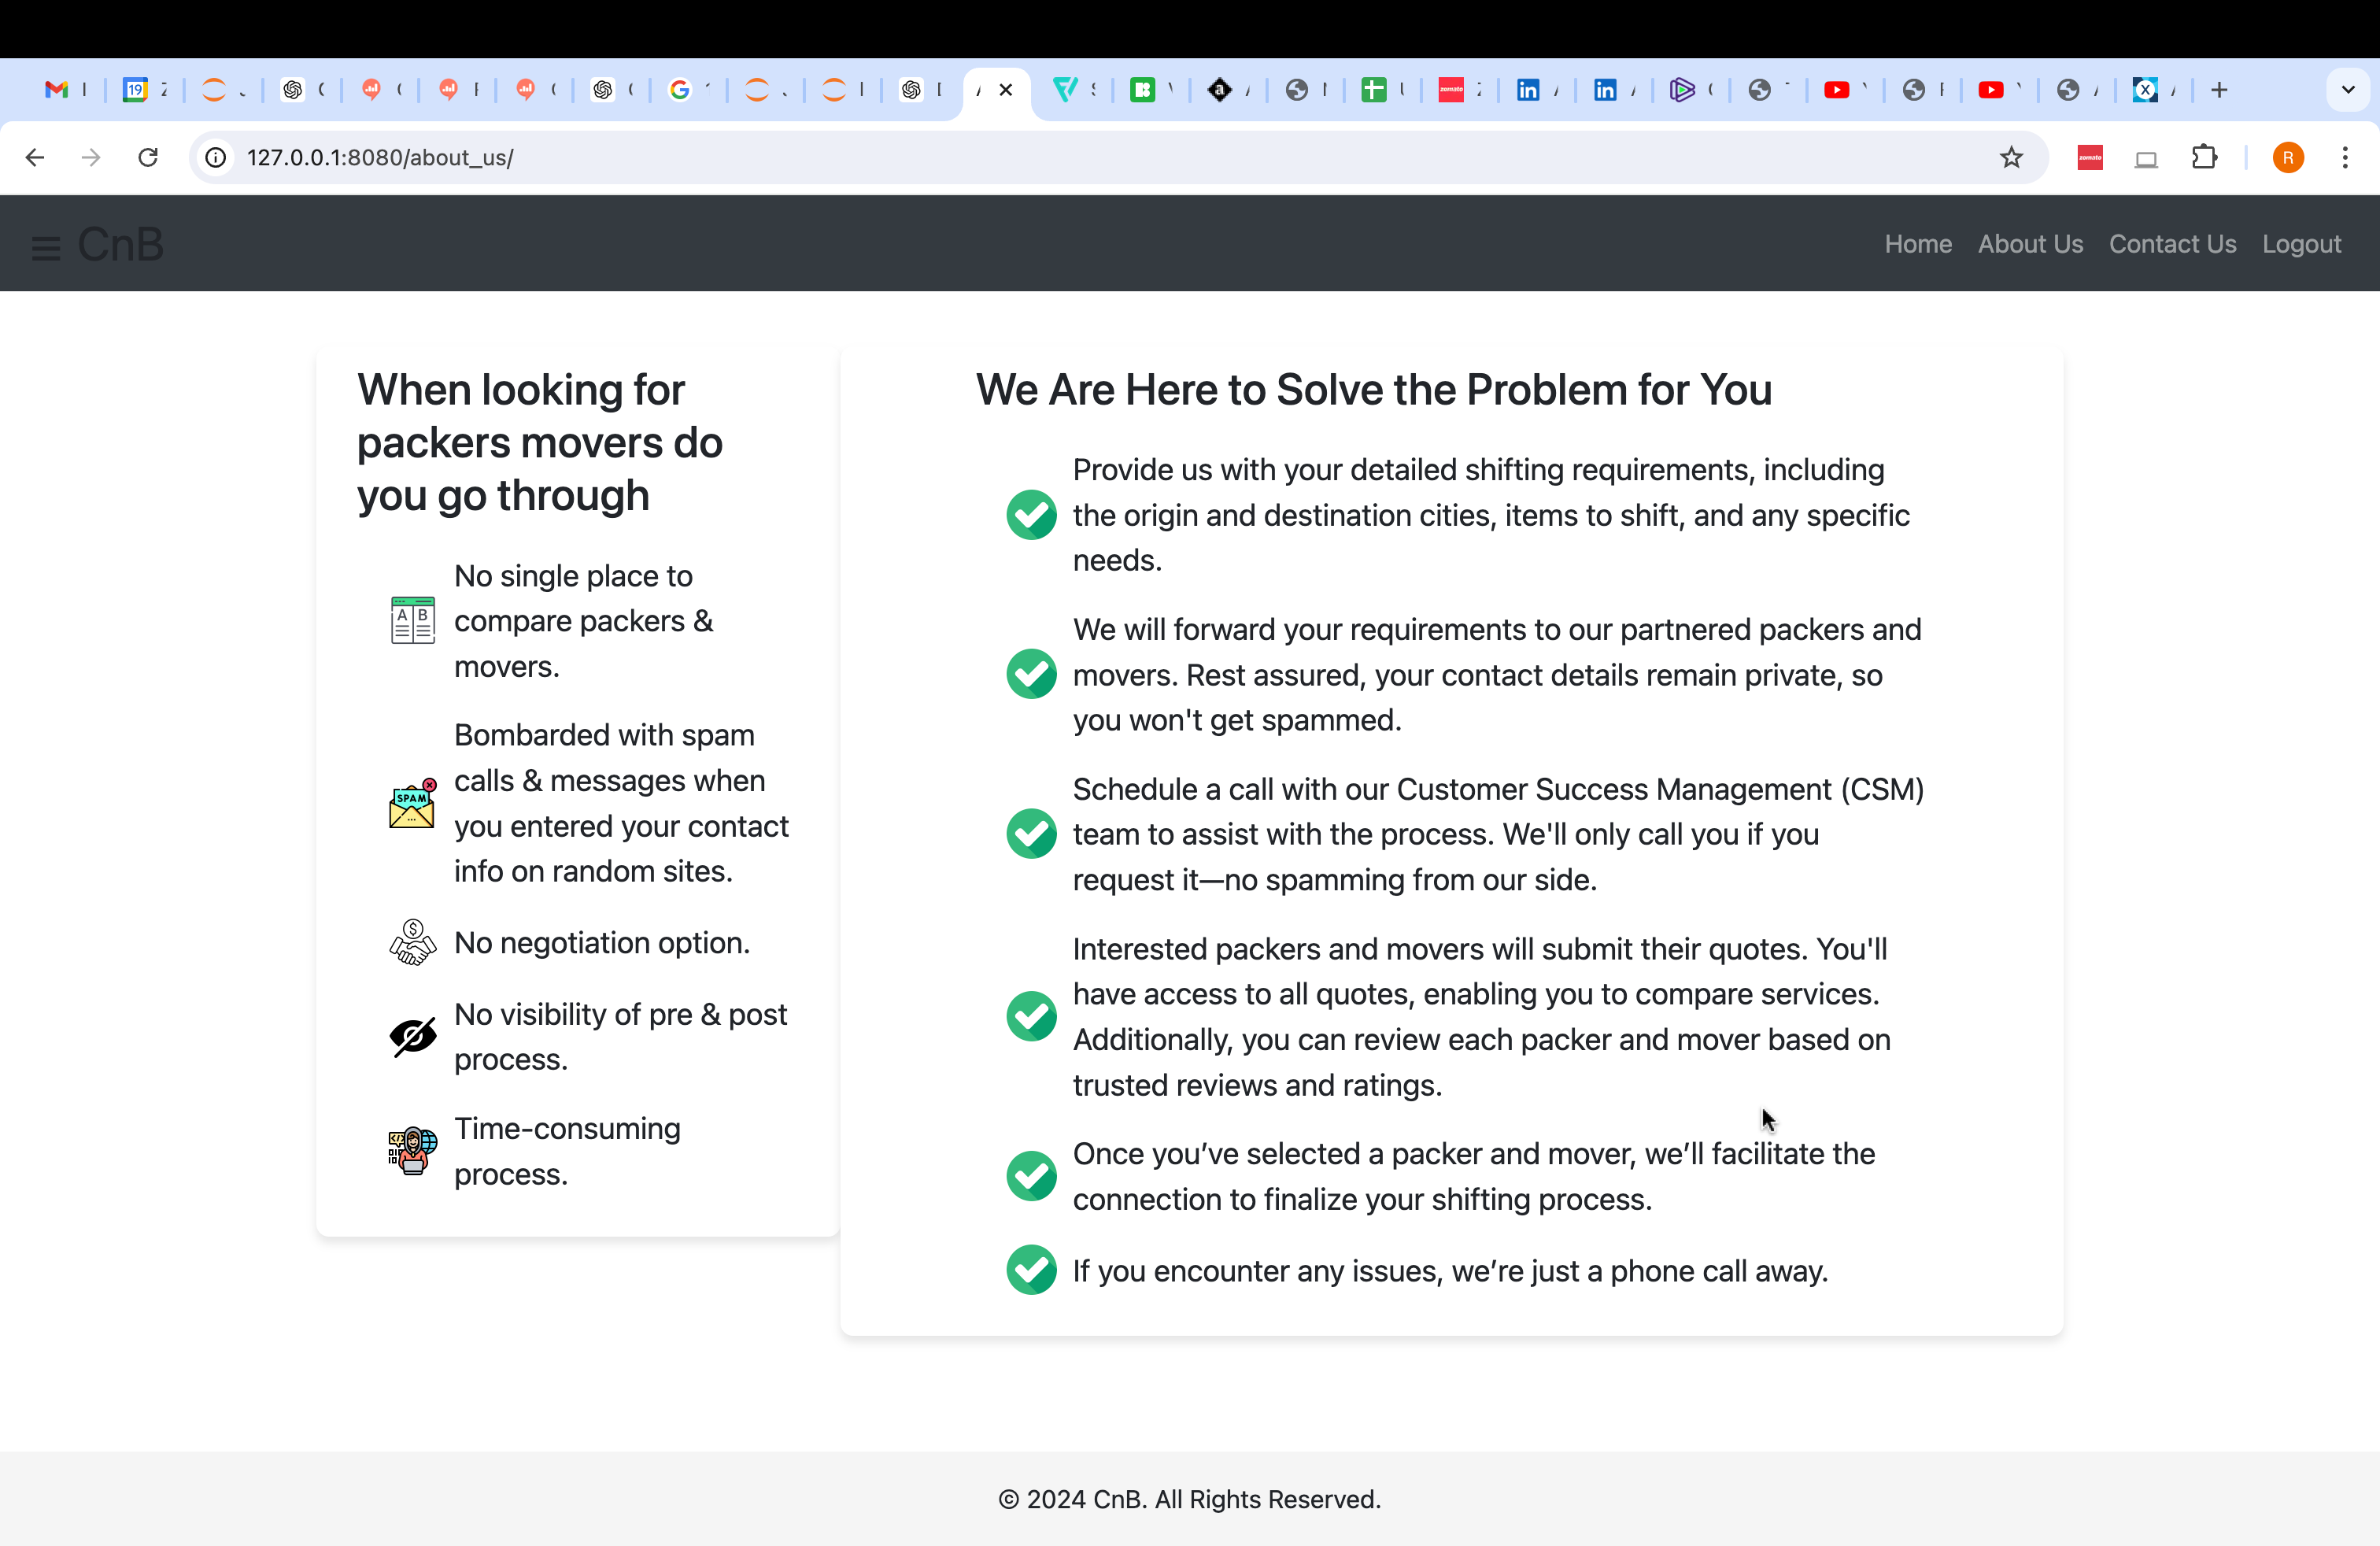 19
127.0.0.1:8080/about_us/
zomato
R
CnB
Home About Us Contact Us Logout
When looking for
packers movers do
you go through
A B
No single place to
compare packers &
movers.
SPAM
Bombarded with spam
calls & messages when
you entered your contact
info on random sites.
$
No negotiation option.
No visibility of pre & post
process.
Time-consuming
process.
We Are Here to Solve the Problem for You
Provide us with your detailed shifting requirements, including
the origin and destination cities, items to shift, and any specific
needs.
We will forward your requirements to our partnered packers and
movers. Rest assured, your contact details remain private, so
you won't get spammed.
Schedule a call with our Customer Success Management (CSM)
team to assist with the process. We'll only call you if you
request it—no spamming from our side.
Interested packers and movers will submit their quotes. You'll
have access to all quotes, enabling you to compare services.
Additionally, you can review each packer and mover based on
trusted reviews and ratings.
Once you’ve selected a packer and mover, we’ll facilitate the
connection to finalize your shifting process.
If you encounter any issues, we’re just a phone call away.
© 2024 CnB. All Rights Reserved.